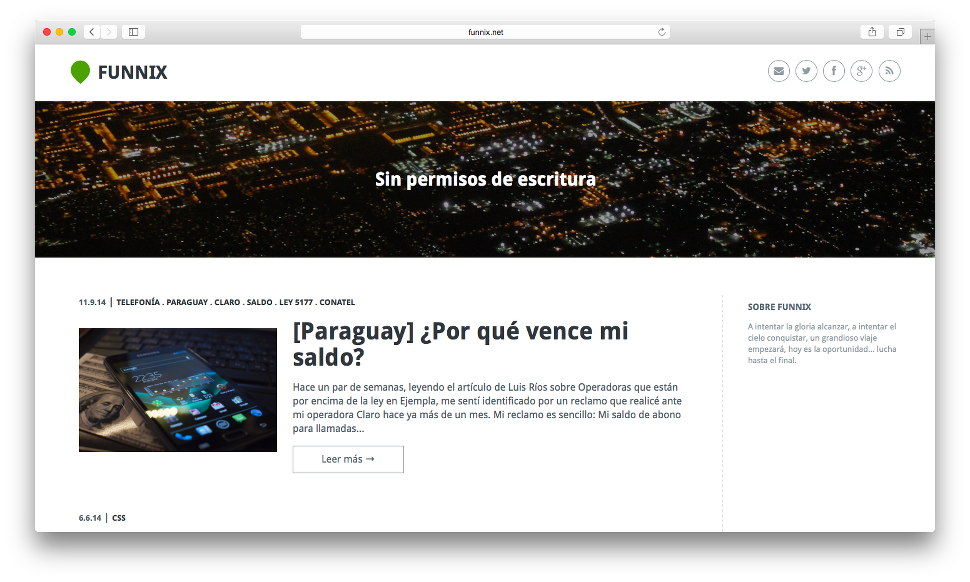 funnix.net
FUNNIX
Sin permisos de escritura
11.9.14 | TELEFONÍA . PARAGUAY . CLARO . SALDO . LEY 5177 . CONATEL
[Paraguay] ¿Por qué vence mi
saldo?
Hace un par de semanas, leyendo el artículo de Luis Ríos sobre Operadoras que están
por encima de la ley en Ejempla, me sentí identificado por un reclamo que realicé ante
mi operadora Claro hace ya más de un mes. Mi reclamo es sencillo: Mi saldo de abono
para llamadas...
Leer más →
6.6.14 | CSS
SOBRE FUNNIX
A intentar la gloria alcanzar, a intentar el
cielo conquistar, un grandioso viaje
empezará, hoy es la oportunidad... lucha
hasta el final.